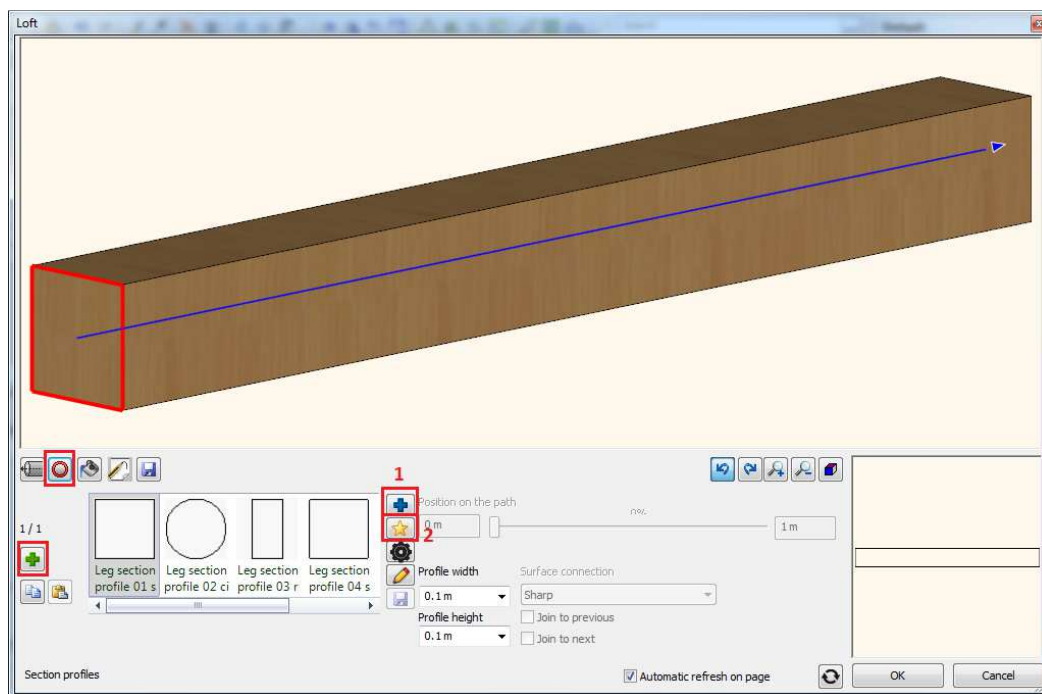 Loft
1
Position on the path
0%
0 m
1 m
2
1 / 1
Leg section
profile 01 s
Leg section
profile 02 ci
Leg section
profile 03 r
Leg section
profile 04 s
Profile width
Surface connection
0.1 m
Sharp
Profile height
Join to previous
0.1 m
Join to next
Section profiles
Automatic refresh on page
OK
Cancel